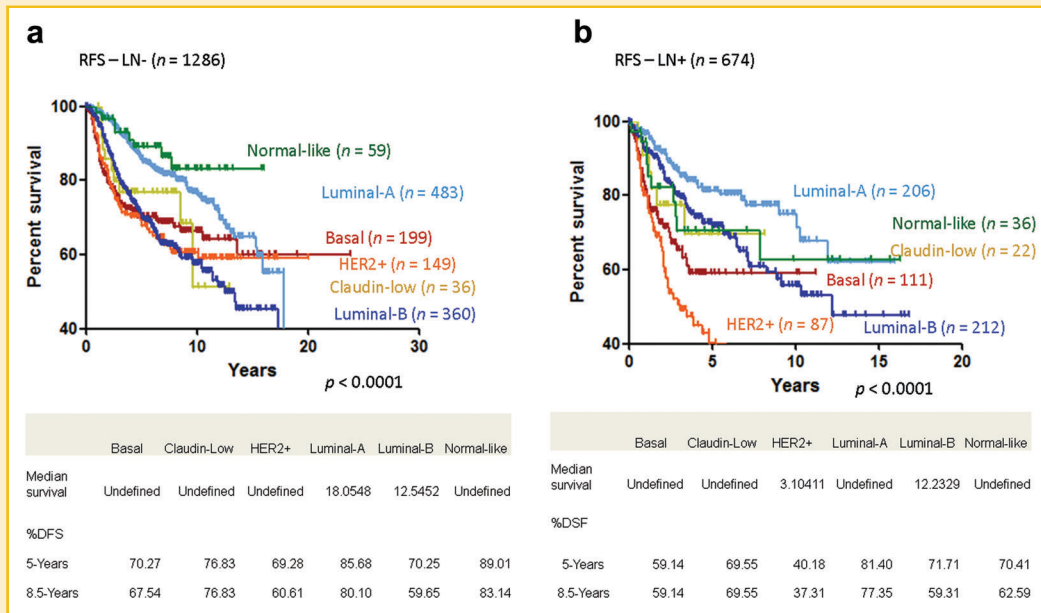 a
RFS – LN- (n = 1286)
100
80
60
40
0
10
20
30
Percent survival
Years
Normal-like (n = 59)
Luminal-A (n = 483)
Basal (n = 199)
HER2+ (n = 149)
Claudin-low (n = 36)
Luminal-B (n = 360)
p < 0.0001
Basal Claudin-Low HER2+ Luminal-A Luminal-B Normal-like
Median
survival Undefined Undefined Undefined 18.0548 12.5452 Undefined
%DFS
5-Years 70.27 76.83 69.28 85.68 70.25 89.01
8.5-Years 67.54 76.83 60.61 80.10 59.65 83.14
b
RFS – LN+ (n = 674)
100
80
60
40
0
5
10
15
20
Percent survival
Years
Luminal-A (n = 206)
Normal-like (n = 36)
Claudin-low (n = 22)
Basal (n = 111)
HER2+ (n = 87)
Luminal-B (n = 212)
p < 0.0001
Basal Claudin-Low HER2+ Luminal-A Luminal-B Normal-like
Median
survival Undefined Undefined 3.10411 Undefined 12.2329 Undefined
%DSF
5-Years 59.14 69.55 40.18 81.40 71.71 70.41
8.5-Years 59.14 69.55 37.31 77.35 59.31 62.59